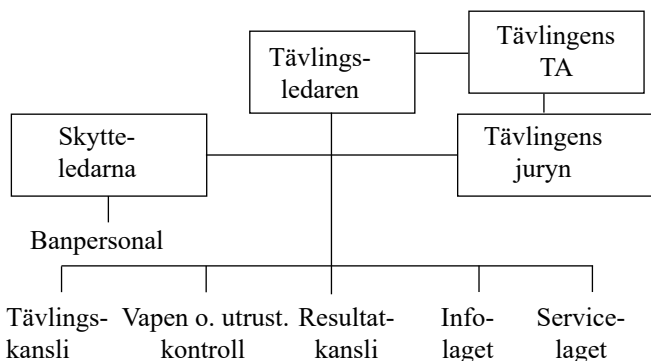 Tävlings-
ledaren
Tävlingens
TA
Skytte-
ledarna
Tävlingens
juryn
Banpersonal
Tävlings-
kansli
Vapen o. utrust.
kontroll
Resultat-
kansli
Info-
laget
Service-
laget